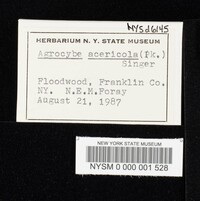 NYSd6145
HERBARIUM N. Y. STATE MUSEUM
Agrocybe acericola(Pk.)
Singer
Floodwood, Franklin Co.
NY. N.E.M.Foray
August 21, 1987
NEW YORK STATE MUSEUM
NYSM 0 000 001 528